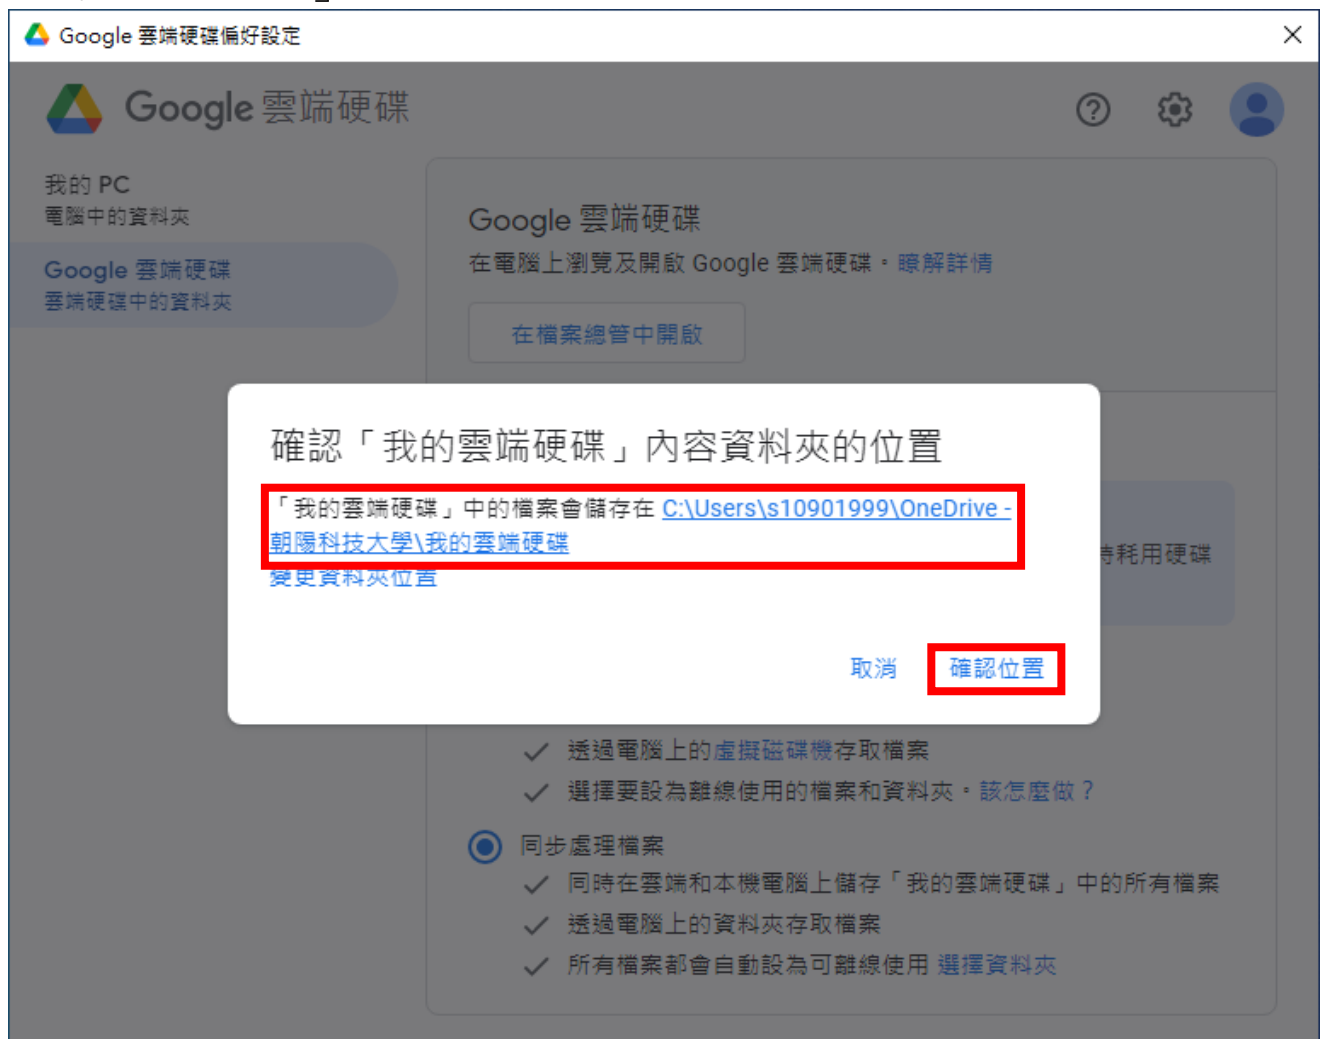 Google 雲端硬碟偏好設定
Google 雲端硬碟
我的 PC
電腦中的資料夾
Google 雲端硬碟
雲端硬碟中的資料夾
Google 雲端硬碟
在電腦上瀏覽及開啟 Google 雲端硬碟。瞭解詳情
在檔案總管中開啟
確認「我的雲端硬碟」內容資料夾的位置
「我的雲端硬碟」中的檔案會儲存在 C:\Users\s10901999\OneDrive -
朝陽科技大學\我的雲端硬碟
耗用硬碟
變更資料夾位置
取消
確認位置
透過電腦上的虛擬磁碟機存取檔案
選擇要設為離線使用的檔案和資料夾。該怎麼做？
同步處理檔案
同時在雲端和本機電腦上儲存「我的雲端硬碟」中的所有檔案
透過電腦上的資料夾存取檔案
所有檔案都會自動設為可離線使用 選擇資料夾